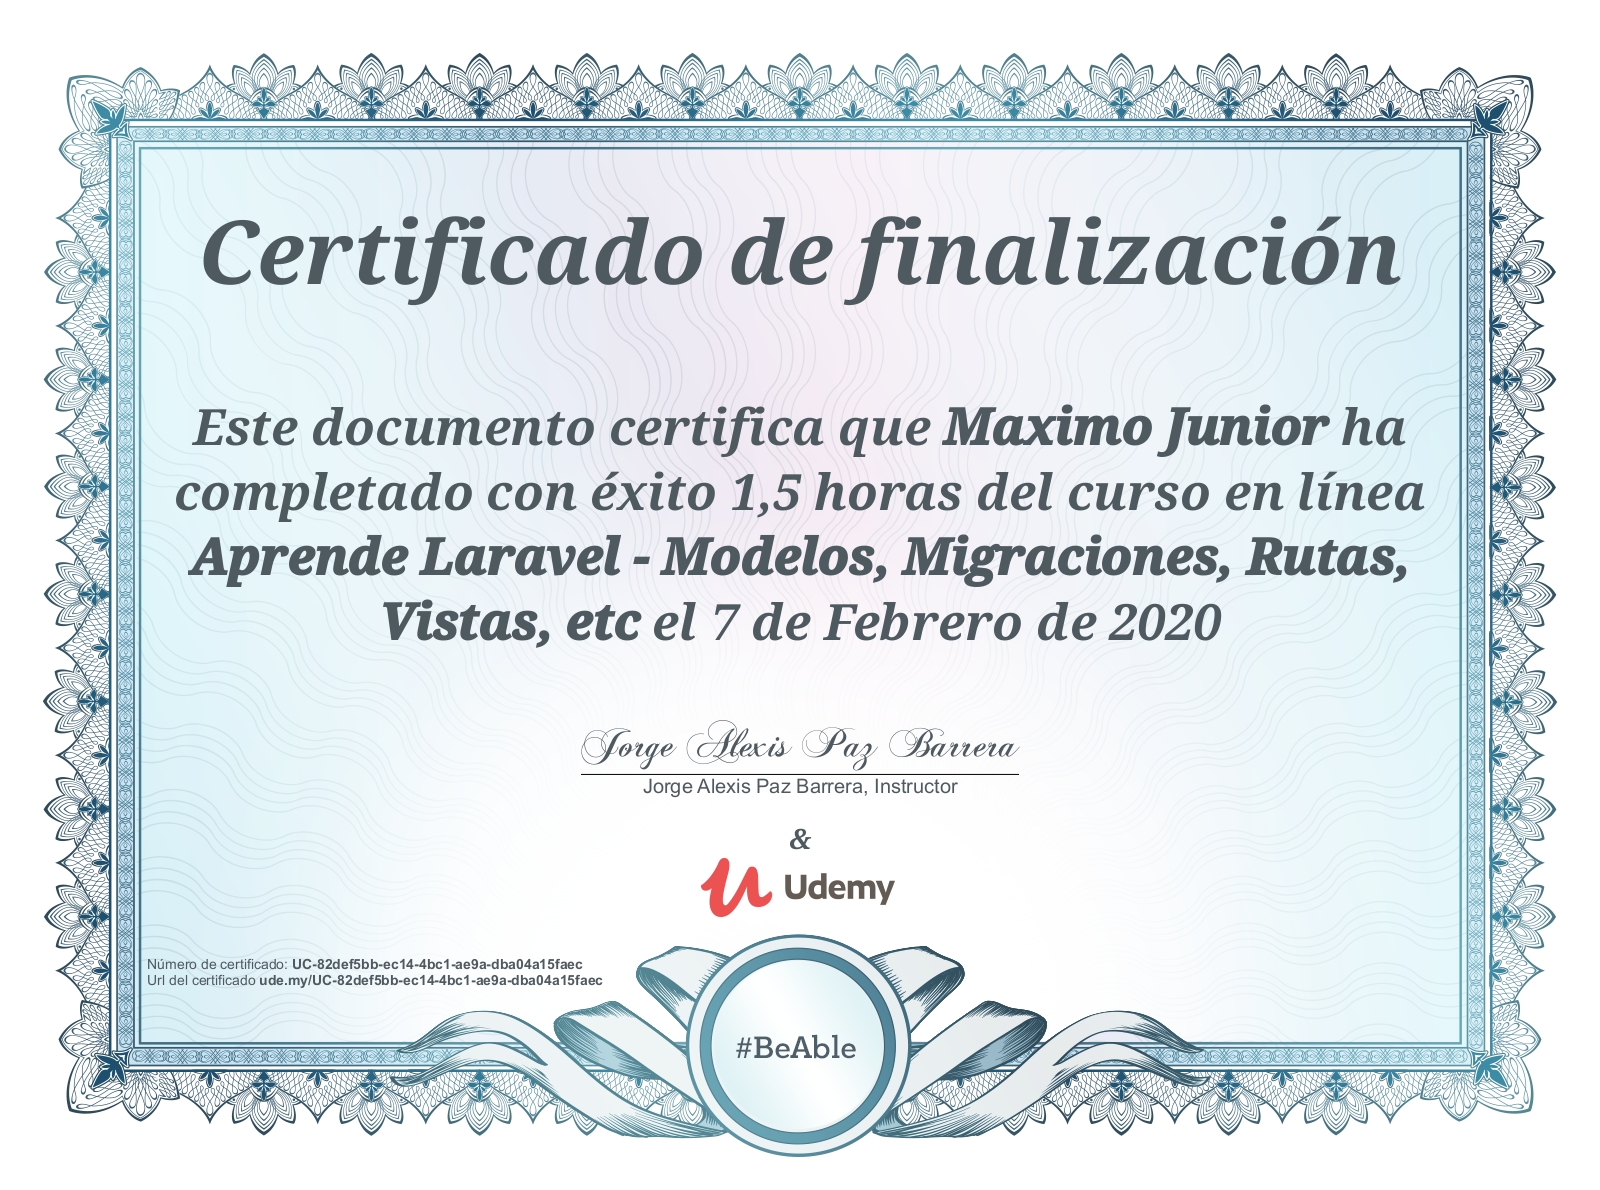 Certificado de finalización
Este documento certifica que Maximo Junior ha
completado con éxito 1,5 horas del curso en línea
Aprende Laravel - Modelos, Migraciones, Rutas,
Vistas, etc el 7 de Febrero de 2020
Jorge Alexis Paz Barrera
Jorge Alexis Paz Barrera, Instructor
&
Udemy
Número de certificado: UC-82def5bb-ec14-4bc1-ae9a-dba04a15faec
Url del certificado ude.my/UC-82def5bb-ec14-4bc1-ae9a-dba04a15faec
#BeAble